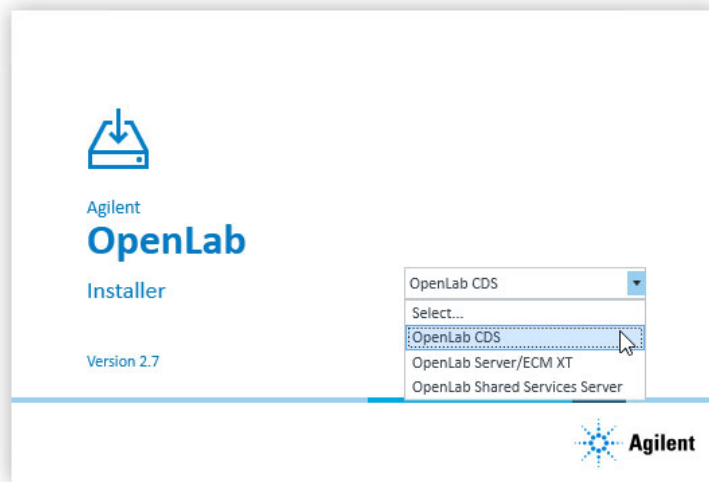 Agilent
OpenLab
Installer
Version 2.7
OpenLab CDS
Select...
OpenLab CDS
OpenLab Server/ECM XT
OpenLab Shared Services Server
Agilent